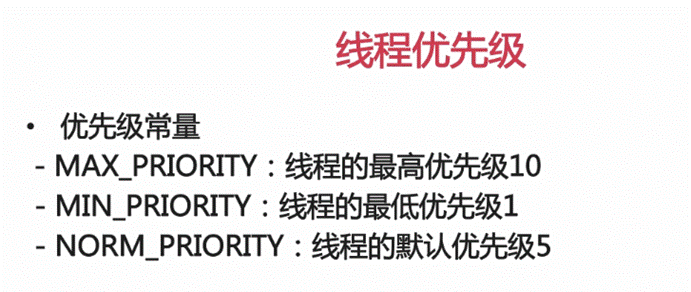 线程优先级
• 优先级常量
- MAX_PRIORITY：线程的最高优先级10
- MIN_PRIORITY：线程的最低优先级1
- NORM_PRIORITY：线程的默认优先级5